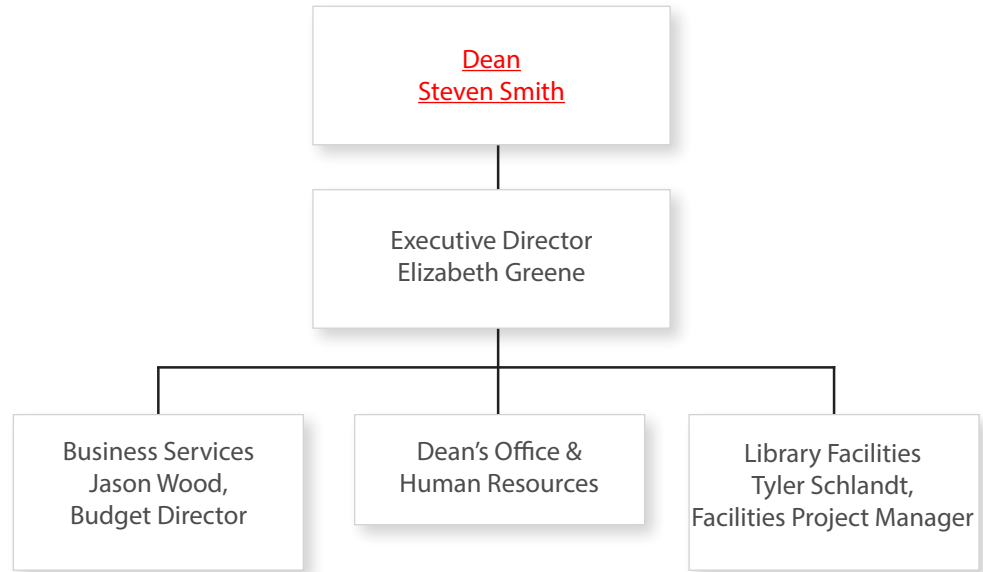 Dean
Steven Smith
Executive Director
Elizabeth Greene
Business Services
Jason Wood,
Budget Director
Dean’s Office &
Human Resources
Library Facilities
Tyler Schlandt,
Facilities Project Manager